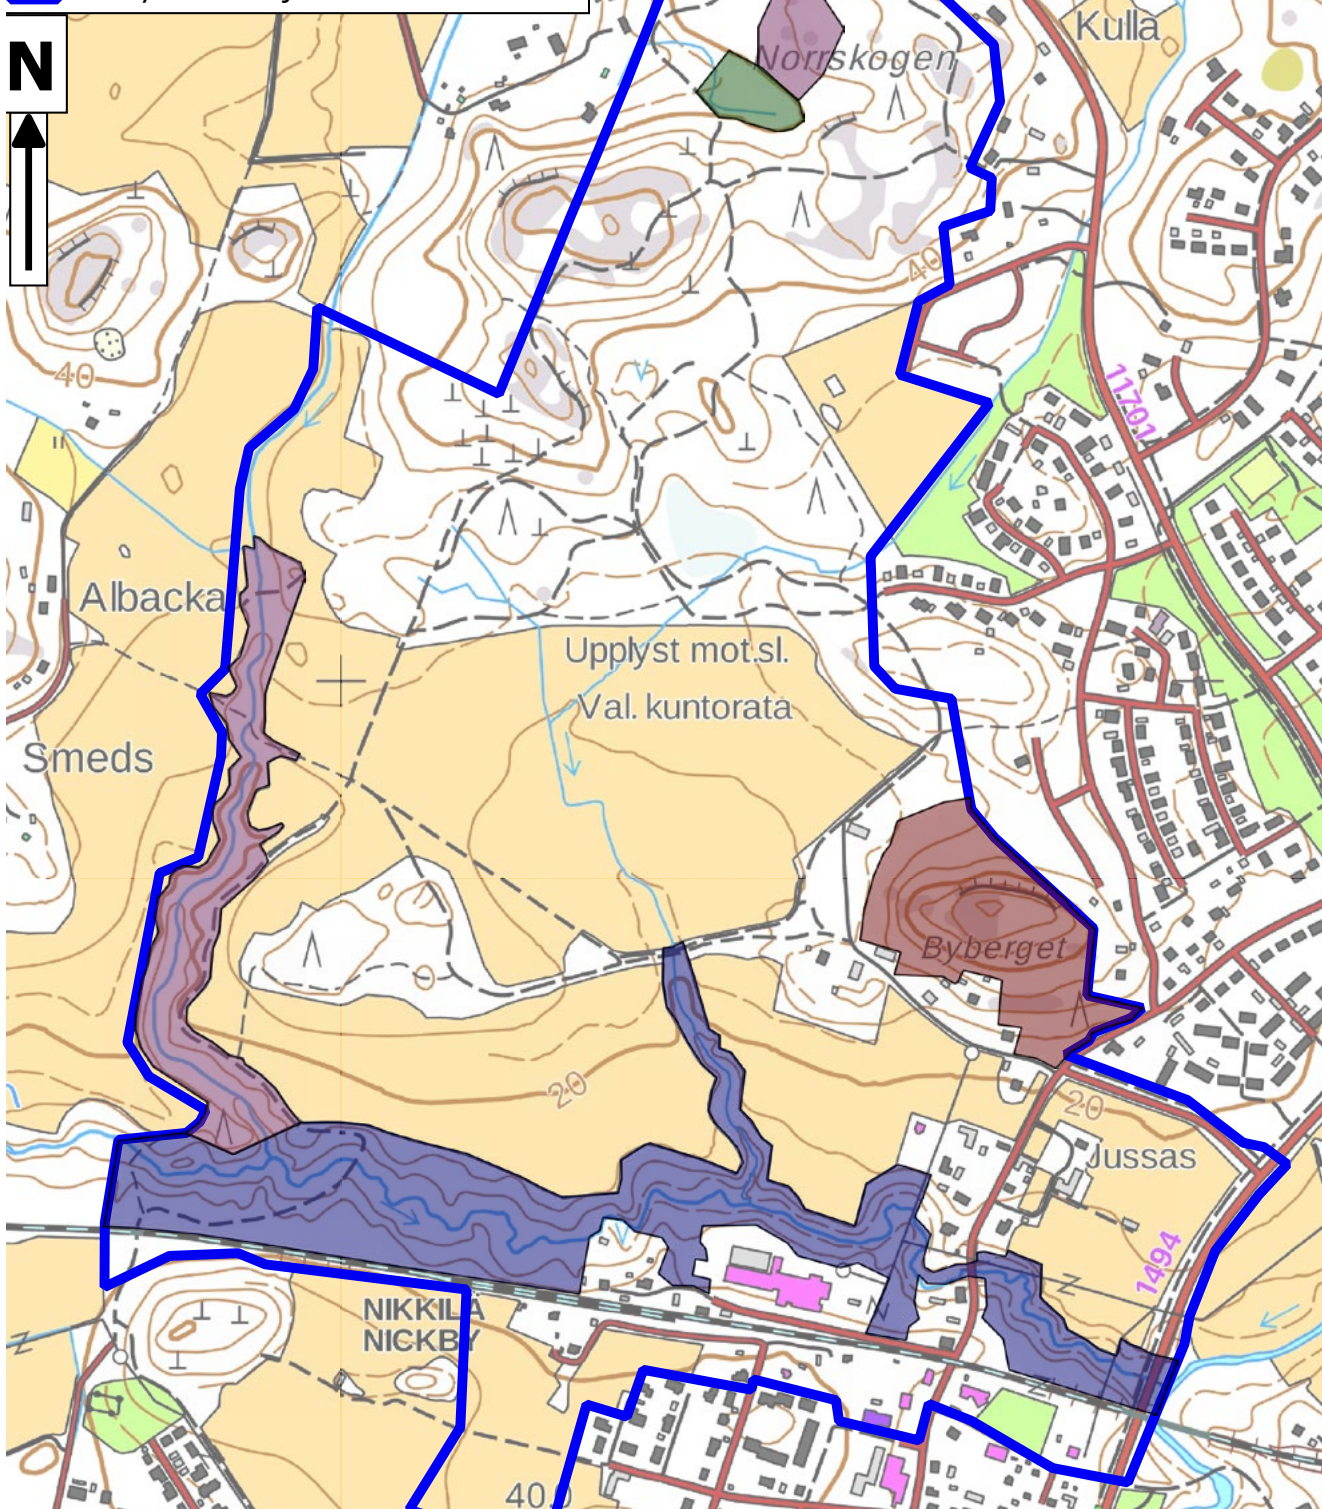 N
Kulla
Norrskogen
40
40
11701
Albacka
Upplyst mot.sl.
Val. kuntorata
Smeds
Byberget
20
20
Jussas
1494
NIKKILÄ
NICKBY